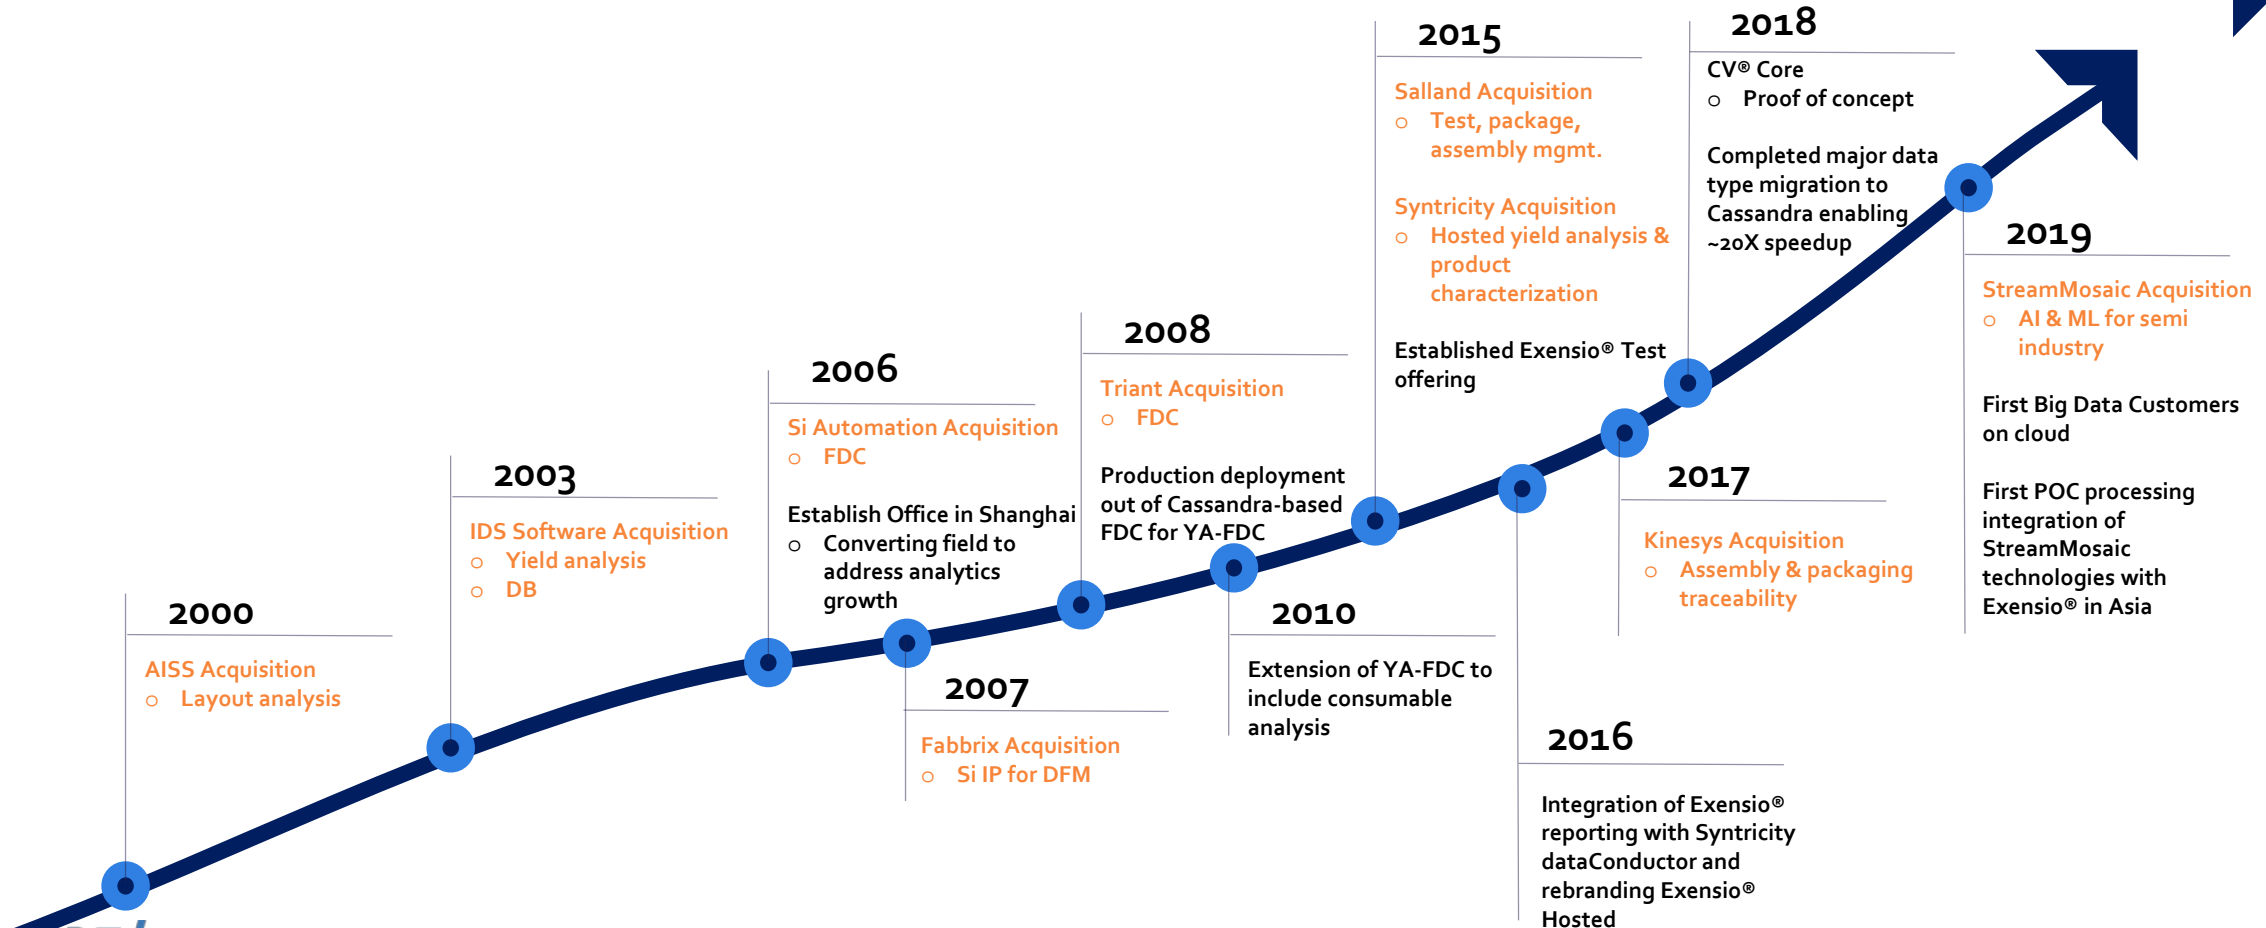 2000
AISS Acquisition
o Layout analysis
2003
IDS Software Acquisition
o Yield analysis
o DB
2006
Si Automation Acquisition
o FDC
Establish Office in Shanghai
o Converting field to
address analytics
growth
2007
Fabbrix Acquisition
o Si IP for DFM
2008
Triant Acquisition
o FDC
Production deployment
out of Cassandra-based
FDC for YA-FDC
2010
Extension of YA-FDC to
include consumable
analysis
2015
Salland Acquisition
o Test, package,
assembly mgmt.
Syntricity Acquisition
o Hosted yield analysis &
product
characterization
Established Exensio® Test
offering
2016
Integration of Exensio®
reporting with Syntricity
dataConductor and
rebranding Exensio®
Hosted
2017
Kinesys Acquisition
o Assembly & packaging
traceability
2018
CV® Core
o Proof of concept
Completed major data
type migration to
Cassandra enabling
~20X speedup
2019
StreamMosaic Acquisition
o AI & ML for semi
industry
First Big Data Customers
on cloud
First POC processing
integration of
StreamMosaic
technologies with
Exensio® in Asia